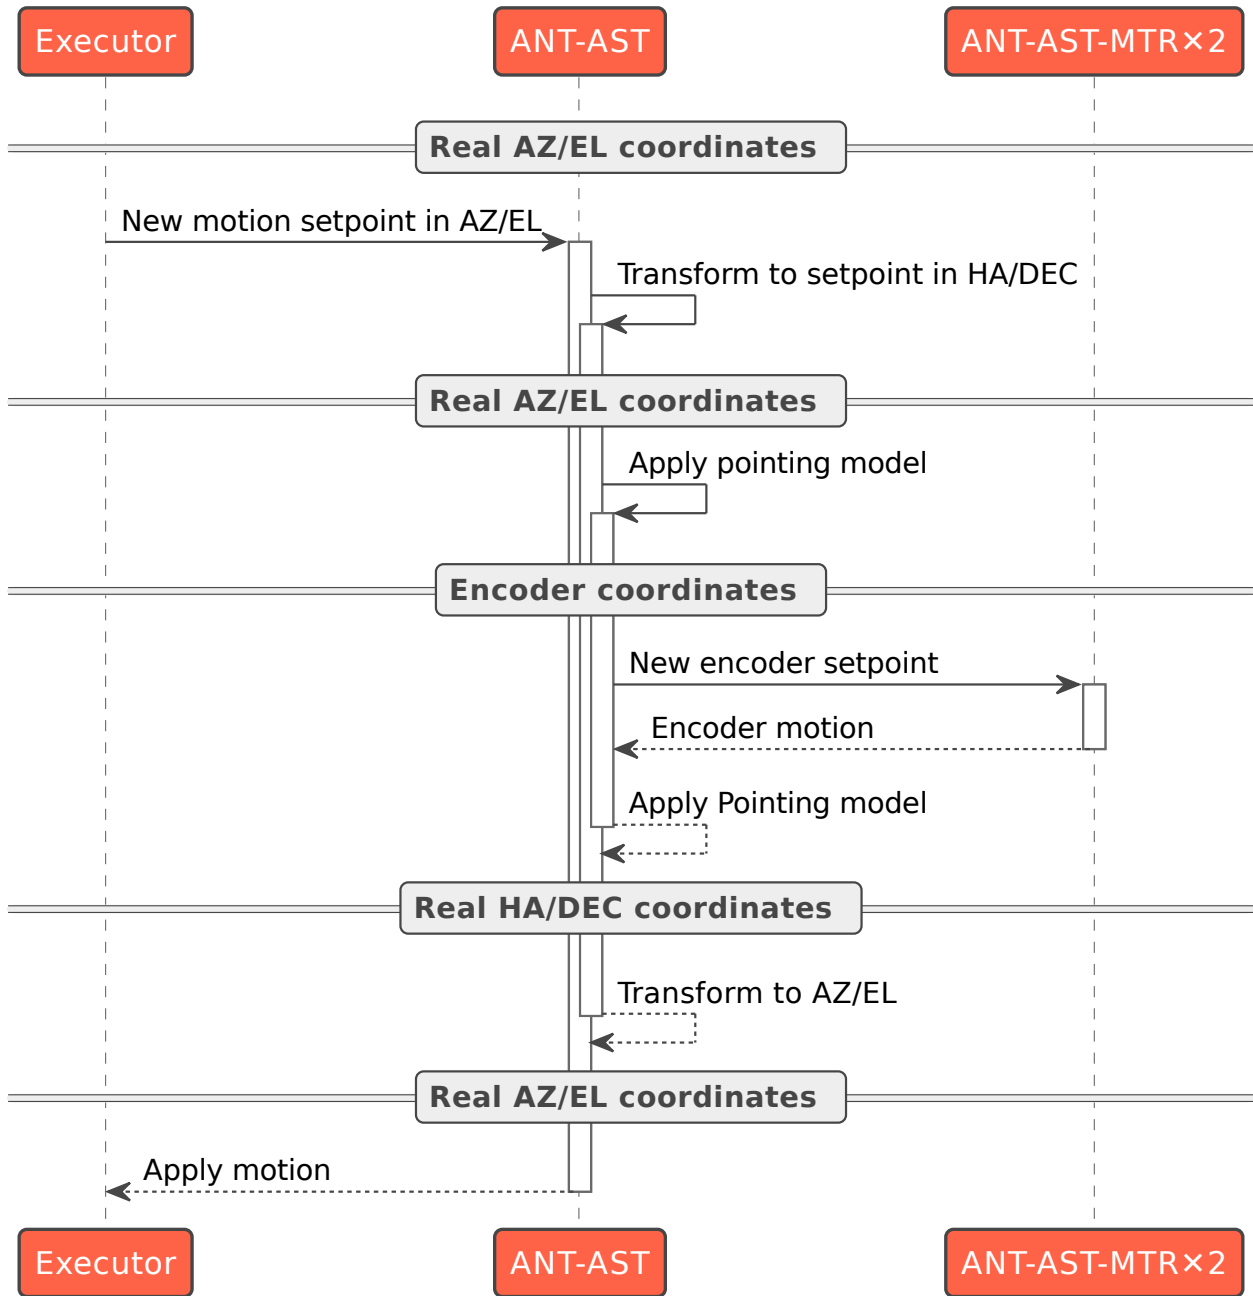 Executor
ANT-AST
ANT-AST-MTR×2
Real AZ/EL coordinates
New motion setpoint in AZ/EL
Transform to setpoint in HA/DEC
Real AZ/EL coordinates
Apply pointing model
Encoder coordinates
New encoder setpoint
Encoder motion
Apply Pointing model
Real HA/DEC coordinates
Transform to AZ/EL
Real AZ/EL coordinates
Apply motion
Executor
ANT-AST
ANT-AST-MTR×2